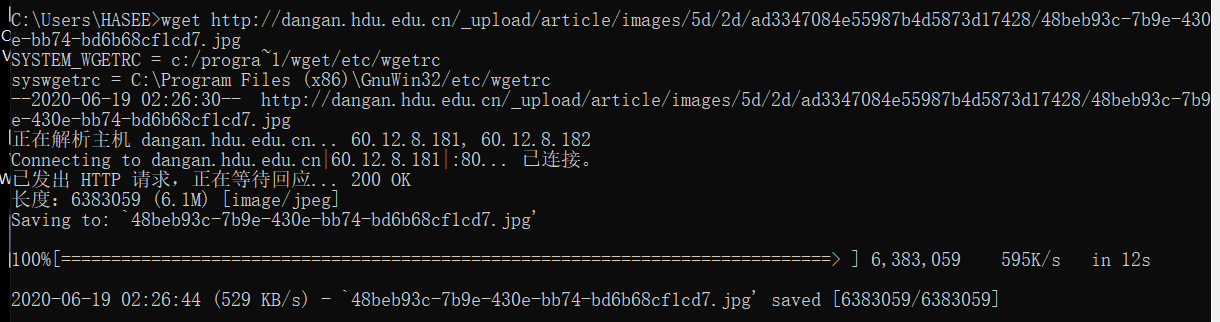 C:\Users\HASEE>wget http://dangan.hdu.edu.cn/_upload/article/images/5d/2d/ad3347084e55987b4d5873d17428/48beb93c-7b9e-430
e-bb74-bd6b68cf1cd7.jpg
SYSTEM_WGETRC = c:/progra~1/wget/etc/wgetrc
syswgetrc = C:\Program Files (x86)\GnuWin32/etc/wgetrc
--2020-06-19 02:26:30--  http://dangan.hdu.edu.cn/_upload/article/images/5d/2d/ad3347084e55987b4d5873d17428/48beb93c-7b9
e-430e-bb74-bd6b68cf1cd7.jpg
正在解析主机 dangan.hdu.edu.cn... 60.12.8.181, 60.12.8.182
Connecting to dangan.hdu.edu.cn|60.12.8.181|:80... 已连接。
已发出 HTTP 请求，正在等待回应... 200 OK
长度：6383059 (6.1M) [image/jpeg]
Saving to: `48beb93c-7b9e-430e-bb74-bd6b68cf1cd7.jpg'
100%[=============================================================================> ] 6,383,059    595K/s   in 12s
2020-06-19 02:26:44 (529 KB/s) - `48beb93c-7b9e-430e-bb74-bd6b68cf1cd7.jpg' saved [6383059/6383059]